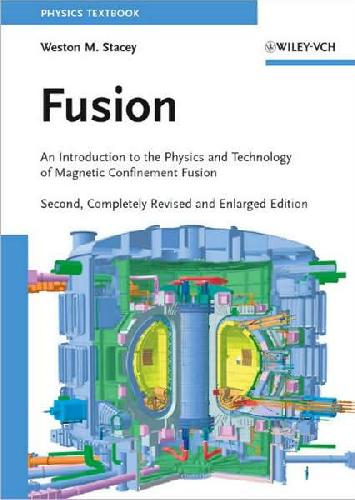 PHYSICS TEXTBOOK
Weston M. Stacey
WILEY-VCH
Fusion
An Introduction to the Physics and Technology
of Magnetic Confinement Fusion
Second, Completely Revised and Enlarged Edition